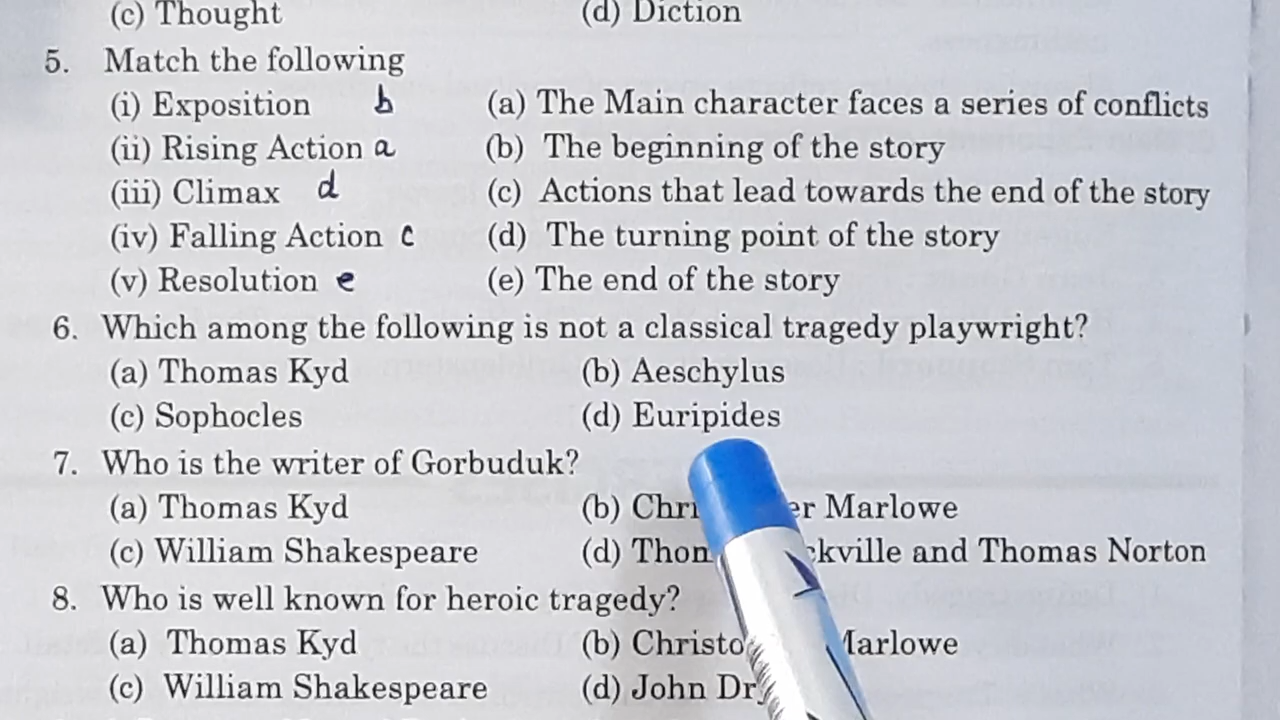 (c) Thought (d) Diction
5. Match the following
(i) Exposition b (a) The Main character faces a series of conflicts
(ii) Rising Action a (b) The beginning of the story
(iii) Climax d (c) Actions that lead towards the end of the story
(iv) Falling Action c (d) The turning point of the story
(v) Resolution e (e) The end of the story
6. Which among the following is not a classical tragedy playwright?
(a) Thomas Kyd (b) Aeschylus
(c) Sophocles (d) Euripides
7. Who is the writer of Gorbuduk?
(a) Thomas Kyd (b) Marlowe
(c) William Shakespeare (d) and Thomas Norton
8. Who is well known for heroic tragedy?
(a) Thomas Kyd (b) Marlowe
(c) William Shakespeare (d) John